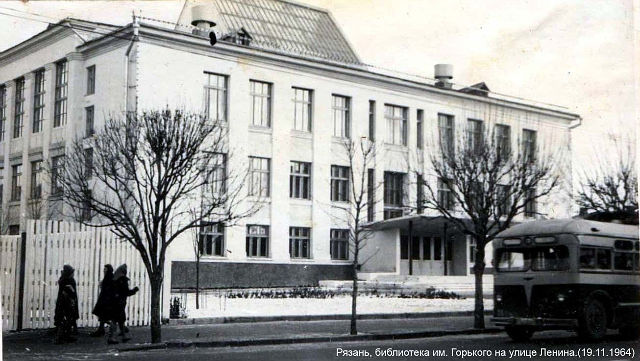 Рязань, библиотека им. Горького на улице Ленина.(19.11.1964)